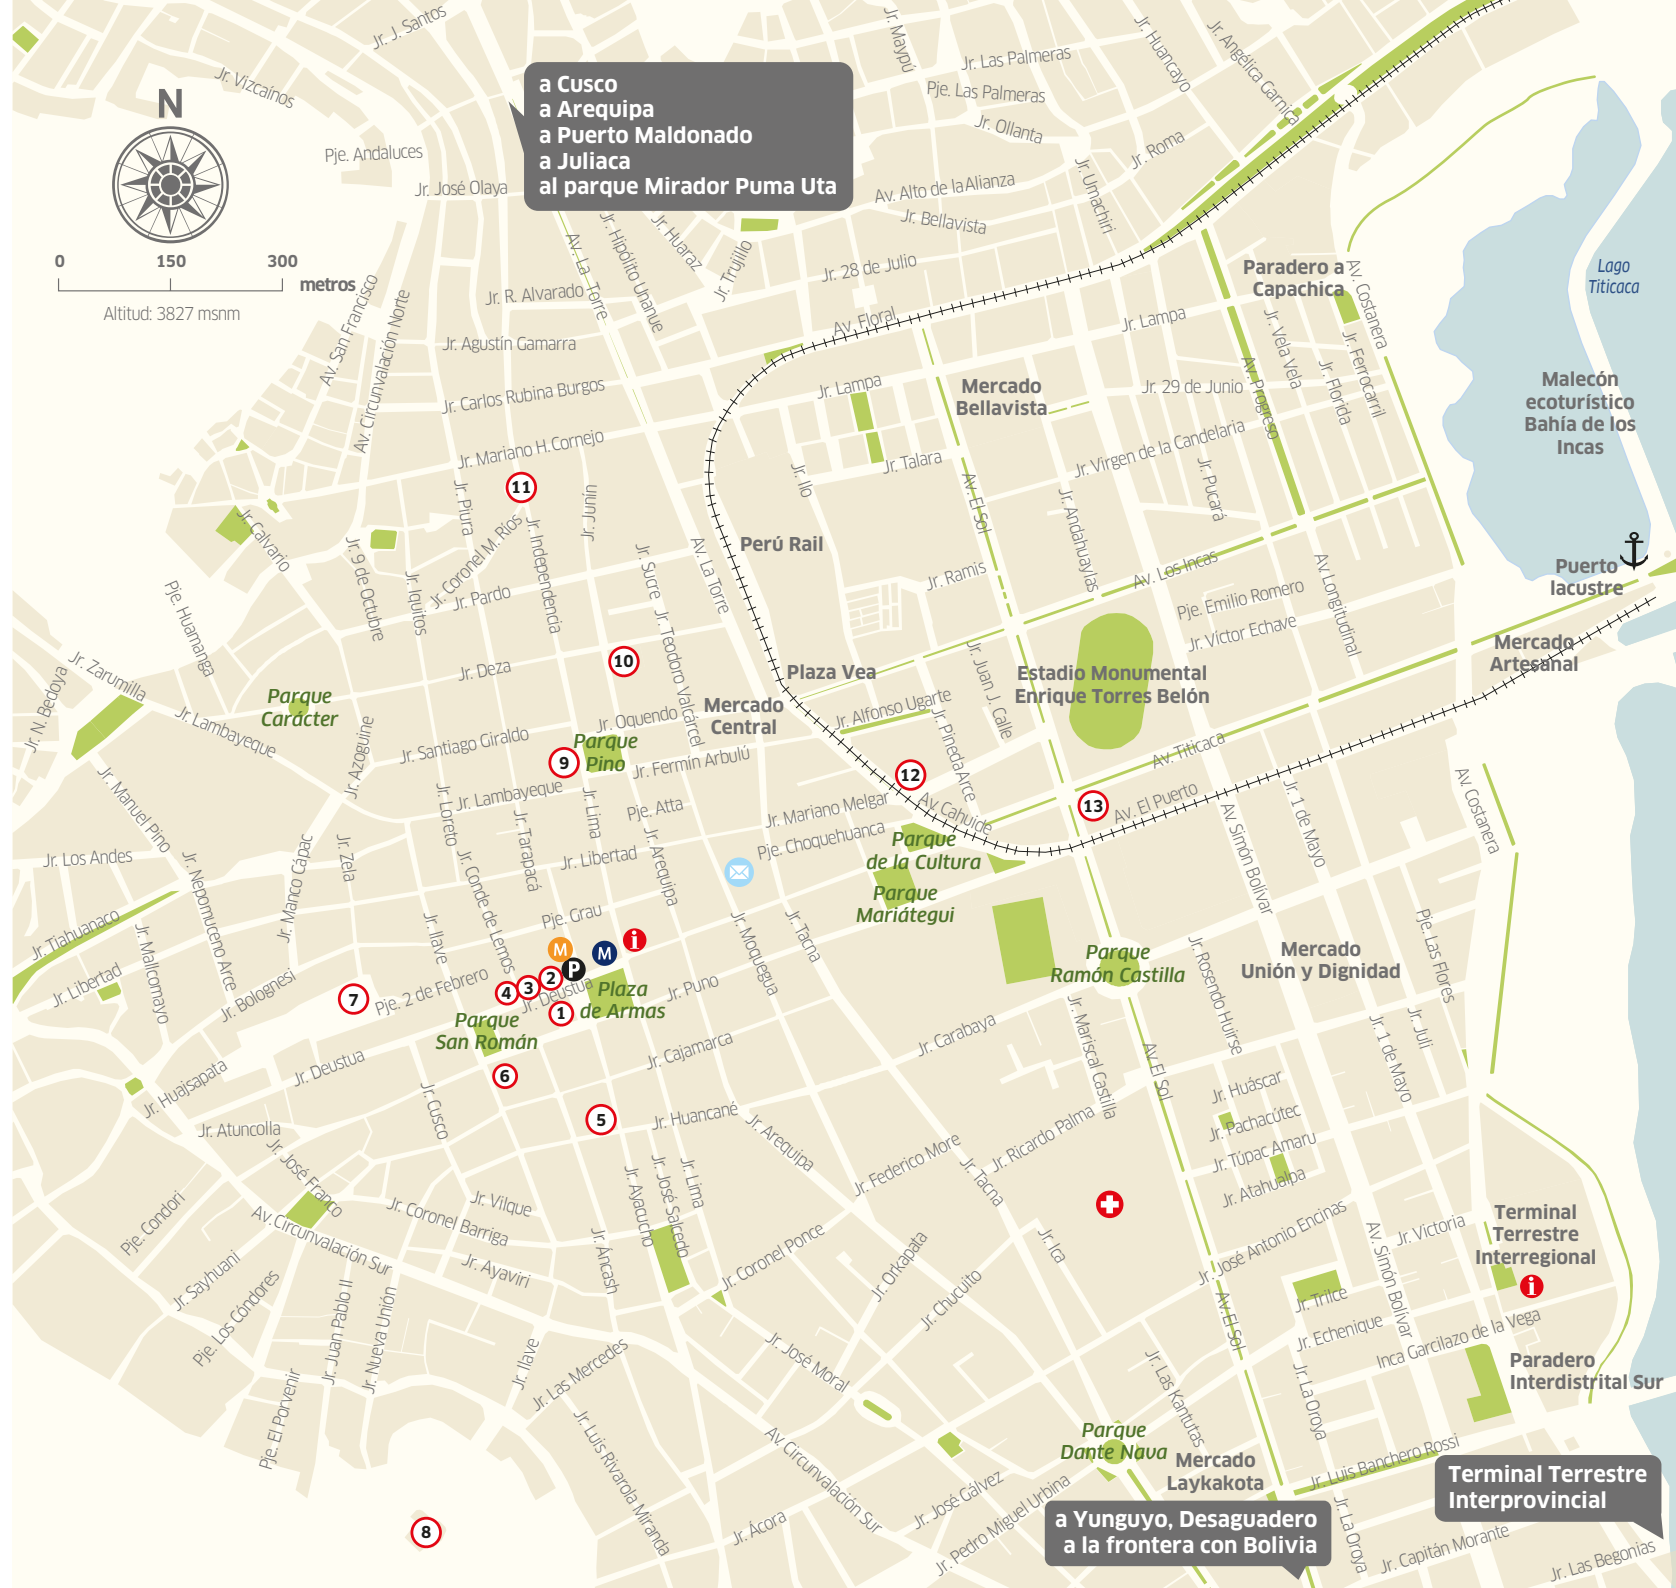 Jr. J. Santos
Jr. Vizcaínos
N
Pje. Andaluces
Jr. José Olaya
a Cusco
a Arequipa
a Puerto Maldonado
a Juliaca
al parque Mirador Puma Uta
Jr. Maypú
Jr. Las Palmeras
Pje. Las Palmeras
Jr. Ollanta
Jr. Huancayo
Jr. Angélica Garnica
Jr. Roma
Jr. Umachiri
Av. Alto de la Alianza
Jr. Bellavista
0
150
300
metros
Altitud: 3827 msnm
Av. San Francisco
Av. Circunvalación Norte
Av. La Torre
Jr. Hipólito Unanue
Jr. Huaraz
Jr. Trujillo
Jr. 28 de Julio
Av. Floral
Jr. R. Alvarado
Jr. Agustín Gamarra
Jr. Carlos Rubina Burgos
Jr. Mariano H. Cornejo
Jr. Lampa
Jr. Lampa
Paradero a
Capachica
Av. Costanera
Jr. Vela Vela
Jr. Florida
Jr. Ferrocarril
Av. Progreso
Lago
Titicaca
Mercado
Bellavista
Jr. 29 de Junio
Jr. Virgen de la Candelaria
Jr. Pucará
Malecón
ecoturístico
Bahía de los
Incas
11
Jr. Piura
Jr. Junín
Jr. Ilo
Jr. Talara
Av. El Sol
Jr. Andahuaylas
Jr. Calvario
Jr. 9 de Octubre
Jr. Iquitos
Jr. Coronel M. Ríos
Jr. Independencia
Jr. Pardo
Jr. Sucre
Av. La Torre
Perú Rail
Jr. Ramis
Av. Los Incas
Pje. Emilio Romero
Jr. Víctor Echave
Av. Longitudinal
Puerto
lacustre
Mercado
Artesanal
Pje. Huamanga
Jr. Zarumilla
Jr. N. Bedoya
Jr. Deza
10
Jr. Teodoro Valcárcel
Plaza Vea
Mercado
Central
Jr. Alfonso Ugarte
Jr. Juan J. Calle
Jr. Pineda Arce
Estadio Monumental
Enrique Torres Belón
Av. Titicaca
Parque
Carácter
Jr. Lambayeque
Jr. Azoguine
Jr. Santiago Giraldo
Jr. Oquendo
9
Parque
Pino
Jr. Fermín Arbulú
12
13
Av. El Puerto
Av. Cahuide
Jr. Mariano Melgar
Pje. Choquehuanca
Jr. Manuel Pino
Jr. Los Andes
Jr. Nepomuceno Arce
Jr. Manco Cápac
Jr. Zela
Jr. Loreto
Jr. Lambayeque
Jr. Lima
Pje. Atta
Jr. Tarapacá
Jr. Libertad
Jr. Arequipa
Jr. Conde de Lemos
Parque
de la Cultura
Parque
Mariátegui
Av. Simón Bolívar
Jr. 1 de Mayo
Av. Costanera
Jr. Tiahuanaco
Jr. Libertad
Jr. Mallcomayo
Jr. Bolognesi
Jr. Ilave
Pje. Grau
M
M
i
P
2
3
4
1
7
Pje. 2 de Febrero
Jr. Deustua
Plaza
de Armas
Jr. Puno
Jr. Moquegua
Jr. Tacna
Parque
San Román
6
Parque
Ramón Castilla
Jr. Rosendo Huirse
Mercado
Unión y Dignidad
Pje. Las Flores
Jr. Juli
Jr. 1 de Mayo
Jr. Huajsapata
Jr. Deustua
Jr. Atuncolla
Jr. Cusco
Jr. Cajamarca
Jr. Huancané
5
Jr. Carabaya
Jr. Mariscal Castilla
Av. El Sol
Jr. Huáscar
Jr. Pachacútec
Jr. Túpac Amaru
Jr. Atahualpa
Jr. José Franco
Pje. Condori
Av. Circunvalación Sur
Jr. Coronel Barriga
Jr. Vilque
Jr. Ayaviri
Jr. Áncash
Jr. Ayacucho
Jr. José Salcedo
Jr. Lima
Jr. Arequipa
Jr. Federico More
Jr. Tacna
Jr. Ricardo Palma
Jr. Coronel Ponce
Jr. Orkapata
Jr. Chucuito
Jr. Ica
Jr. José Antonio Encinas
Av. Simón Bolívar
Jr. Victoria
Terminal
Terrestre
Interregional
i
Jr. Sayhuani
Pje. Los Cóndores
Jr. Juan Pablo II
Jr. Nueva Unión
Pje. El Porvenir
Jr. Ilave
Jr. Las Mercedes
Jr. José Moral
Av. El Sol
Jr. Trilce
Jr. Echenique
Inca Garcilazo de la Vega
Paradero
Interdistrital Sur
Jr. La Oroya
Jr. Las Kantutas
8
Jr. Luis Rivarola Miranda
Av. Circunvalación Sur
Jr. Ácora
Jr. José Gálvez
Jr. Pedro Miguel Urbina
Parque
Dante Nava
Mercado
Laykakota
Jr. Luis Banchero Rossi
a Yunguyo, Desaguadero
a la frontera con Bolivia
Jr. La Oroya
Jr. Capitán Morante
Jr. Las Begonias
Terminal Terrestre
Interprovincial